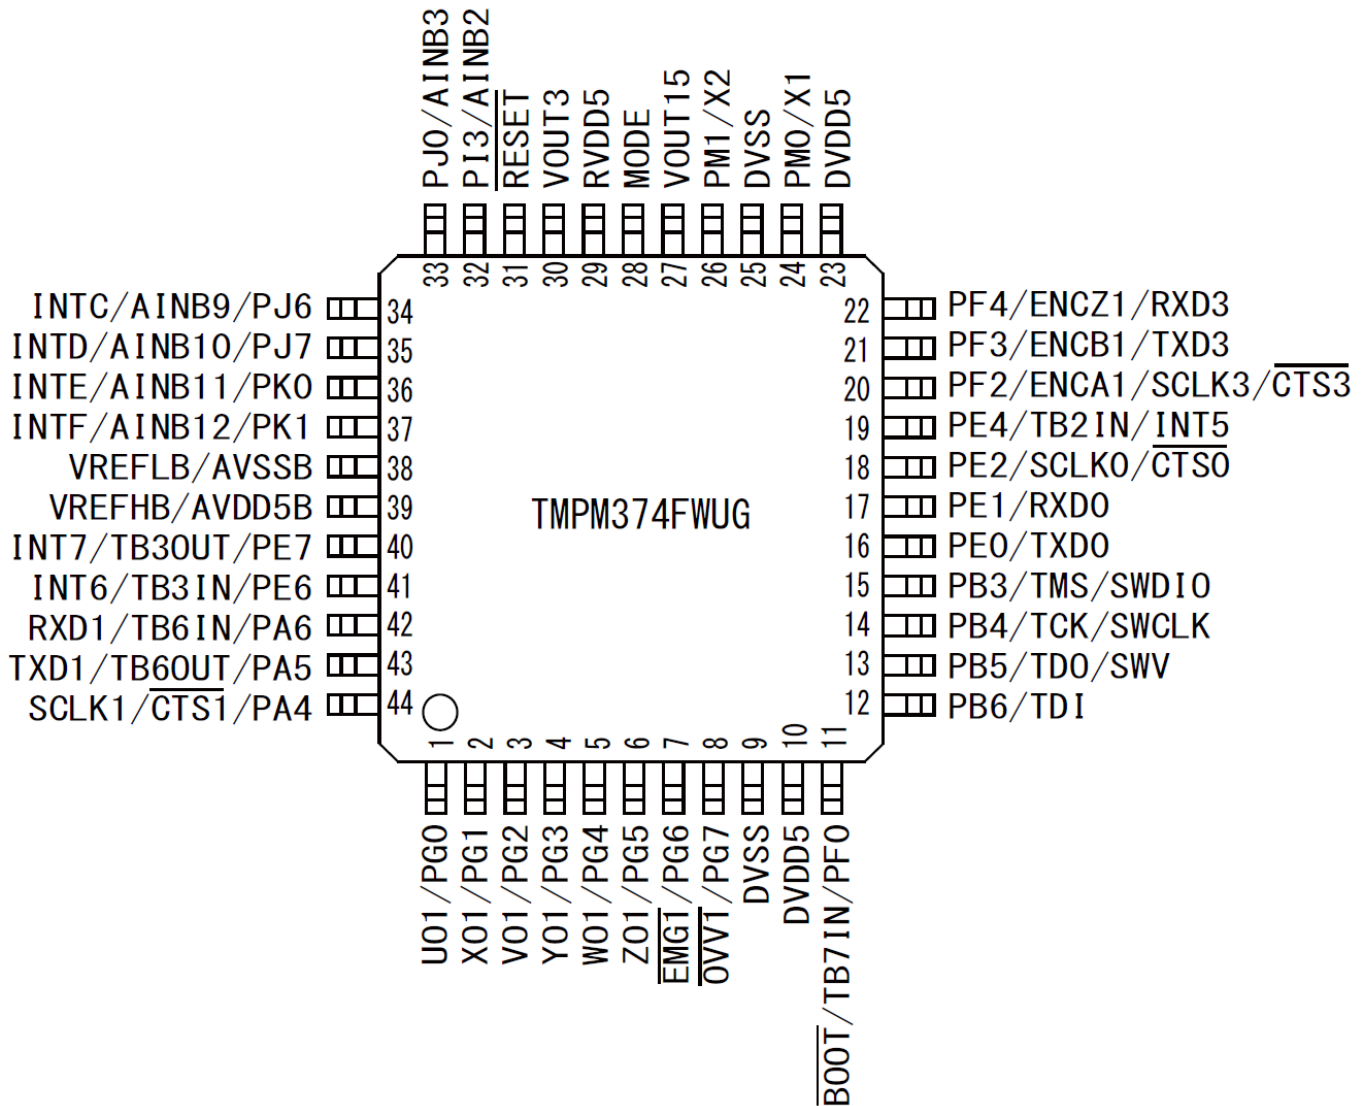 PJ0/AINB3
PI3/AINB2
RESET
VOUT3
RVDD5
MODE
VOUT15
PM1/X2
DVSS
PM0/X1
DVDD5
33
32
31
30
29
28
27
26
25
24
23
INTC/AINB9/PJ6 34
INTD/AINB10/PJ7 35
INTE/AINB11/PK0 36
INTF/AINB12/PK1 37
VREFLB/AVSSB 38
VREFHB/AVDD5B 39
INT7/TB3OUT/PE7 40
INT6/TB3IN/PE6 41
RXD1/TB6IN/PA6 42
TXD1/TB6OUT/PA5 43
SCLK1/CTS1/PA4 44
TMPM374FWUG
22 PF4/ENCZ1/RXD3
21 PF3/ENCB1/TXD3
20 PF2/ENCA1/SCLK3/CTS3
19 PE4/TB2IN/INT5
18 PE2/SCLK0/CTS0
17 PE1/RXD0
16 PE0/TXD0
15 PB3/TMS/SWDIO
14 PB4/TCK/SWCLK
13 PB5/TDO/SWV
12 PB6/TDI
1
2
3
4
5
6
7
8
9
10
11
UO1/PG0
XO1/PG1
VO1/PG2
YO1/PG3
WO1/PG4
ZO1/PG5
EMG1/PG6
OVV1/PG7
DVSS
DVDD5
BOOT/TB7IN/PF0